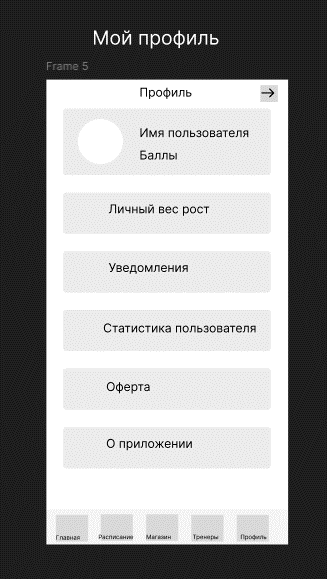 Мой профиль
Frame 5
Профиль
Имя пользователя
Баллы
Личный вес рост
Уведомления
Статистика пользователя
Оферта
О приложении
Главная Расписание Магазин Тренеры Профиль